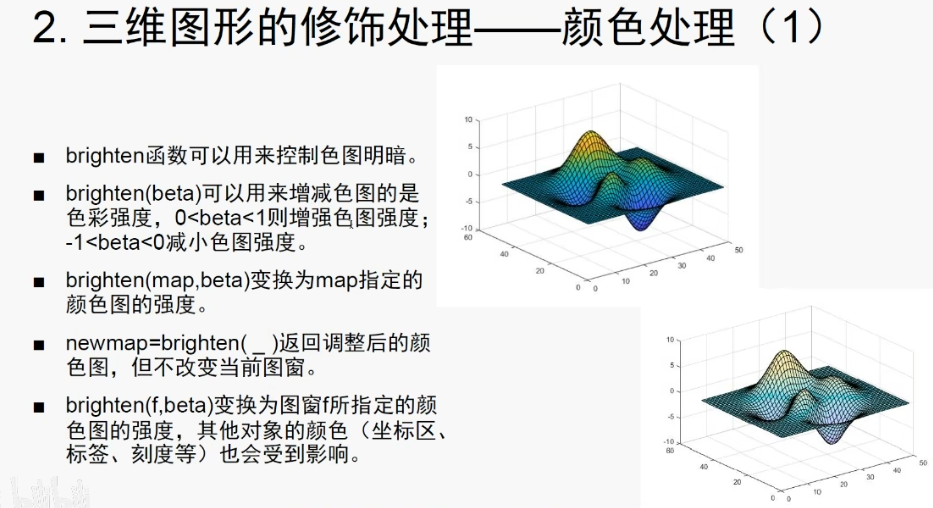 2. 三维图形的修饰处理——颜色处理（1）
■ brighten函数可以用来控制色图明暗。
■ brighten(beta)可以用来增减色图的是
色彩强度，0<beta<1则增强色图强度；
-1<beta<0减小色图强度。
■ brighten(map,beta)变换为map指定的
颜色图的强度。
■ newmap=brighten( _ )返回调整后的颜
色图，但不改变当前图窗。
■ brighten(f,beta)变换为图窗f所指定的颜
色图的强度，其他对象的颜色（坐标区、
标签、刻度等）也会受到影响。
10
5
0
-5
-10
60
40
20
0
0
10
20
30
40
50
10
5
0
-5
-10
60
40
20
0
0
10
20
30
40
50